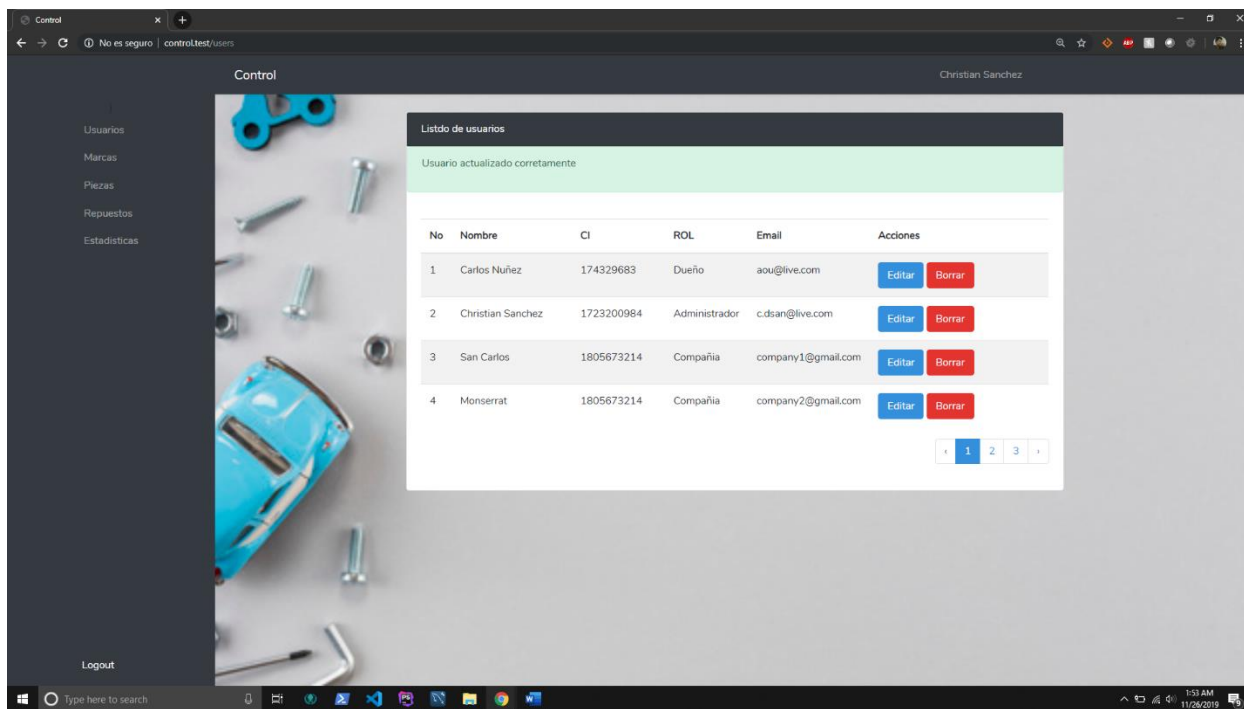 Control
No es seguro | control.test/users
Control
Christian Sanchez
Usuarios
Marcas
Piezas
Repuestos
Estadisticas
Logout
Listdo de usuarios
Usuario actualizado corretamente
No Nombre CI ROL Email Acciones
1 Carlos Nuñez 174329683 Dueño aou@live.com Editar Borrar
2 Christian Sanchez 1723200984 Administrador c.dsan@live.com Editar Borrar
3 San Carlos 1805673214 Compañia company1@gmail.com Editar Borrar
4 Monserrat 1805673214 Compañia company2@gmail.com Editar Borrar
‹ 1 2 3 ›
Type here to search
1:53 AM
11/26/2019